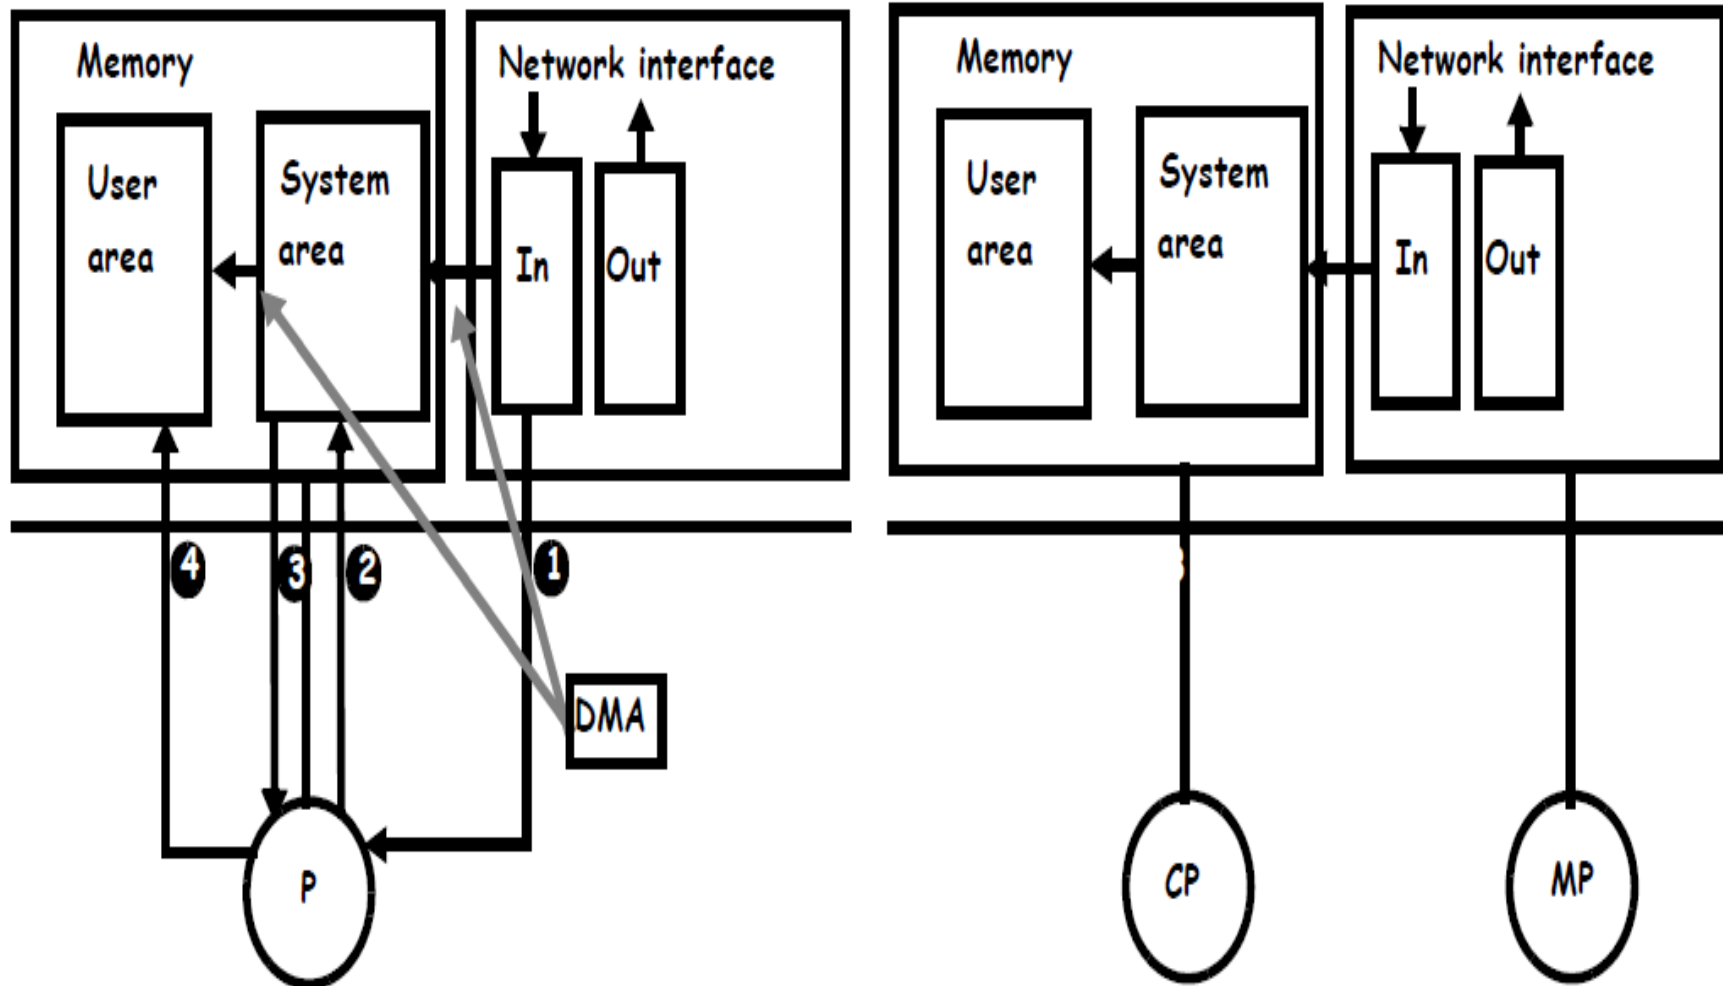 Memory
Network interface
User
area
System
area
In
Out
4
3
2
1
DMA
P
Memory
Network interface
User
area
System
area
In
Out
CP
MP